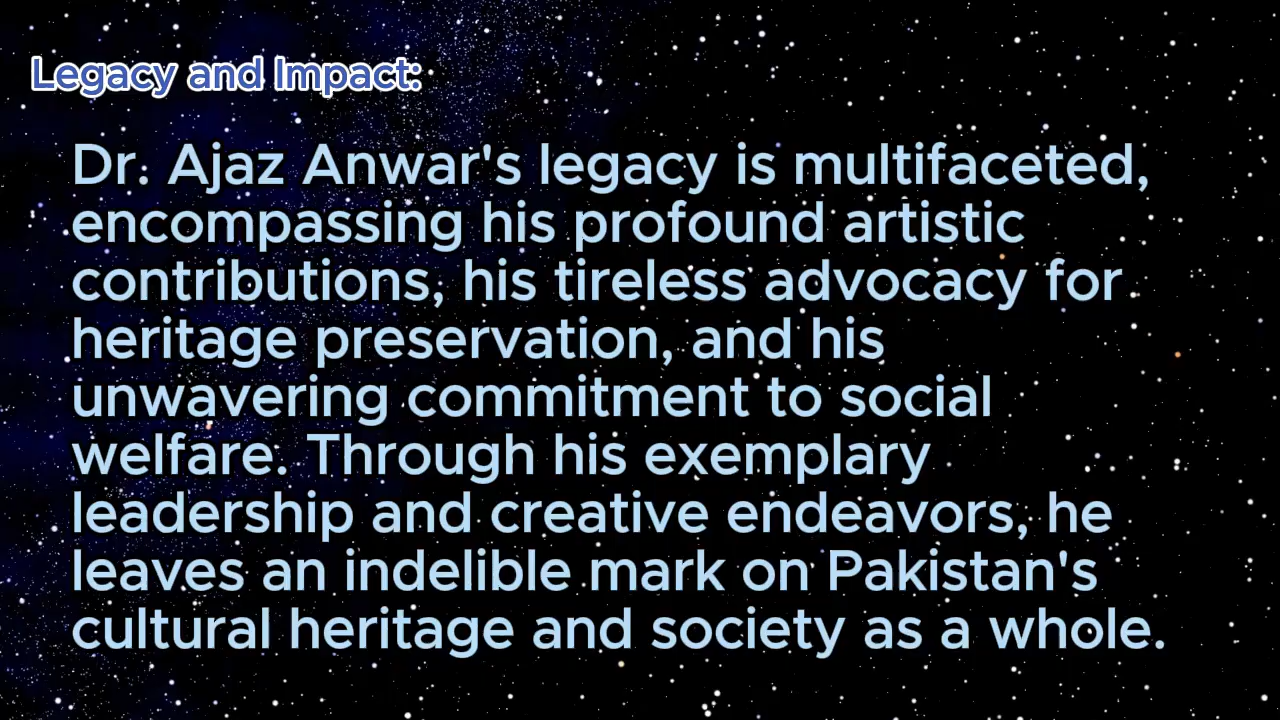 Legacy and Impact:
Dr. Ajaz Anwar's legacy is multifaceted,
encompassing his profound artistic
contributions, his tireless advocacy for
heritage preservation, and his
unwavering commitment to social
welfare. Through his exemplary
leadership and creative endeavors, he
leaves an indelible mark on Pakistan's
cultural heritage and society as a whole.